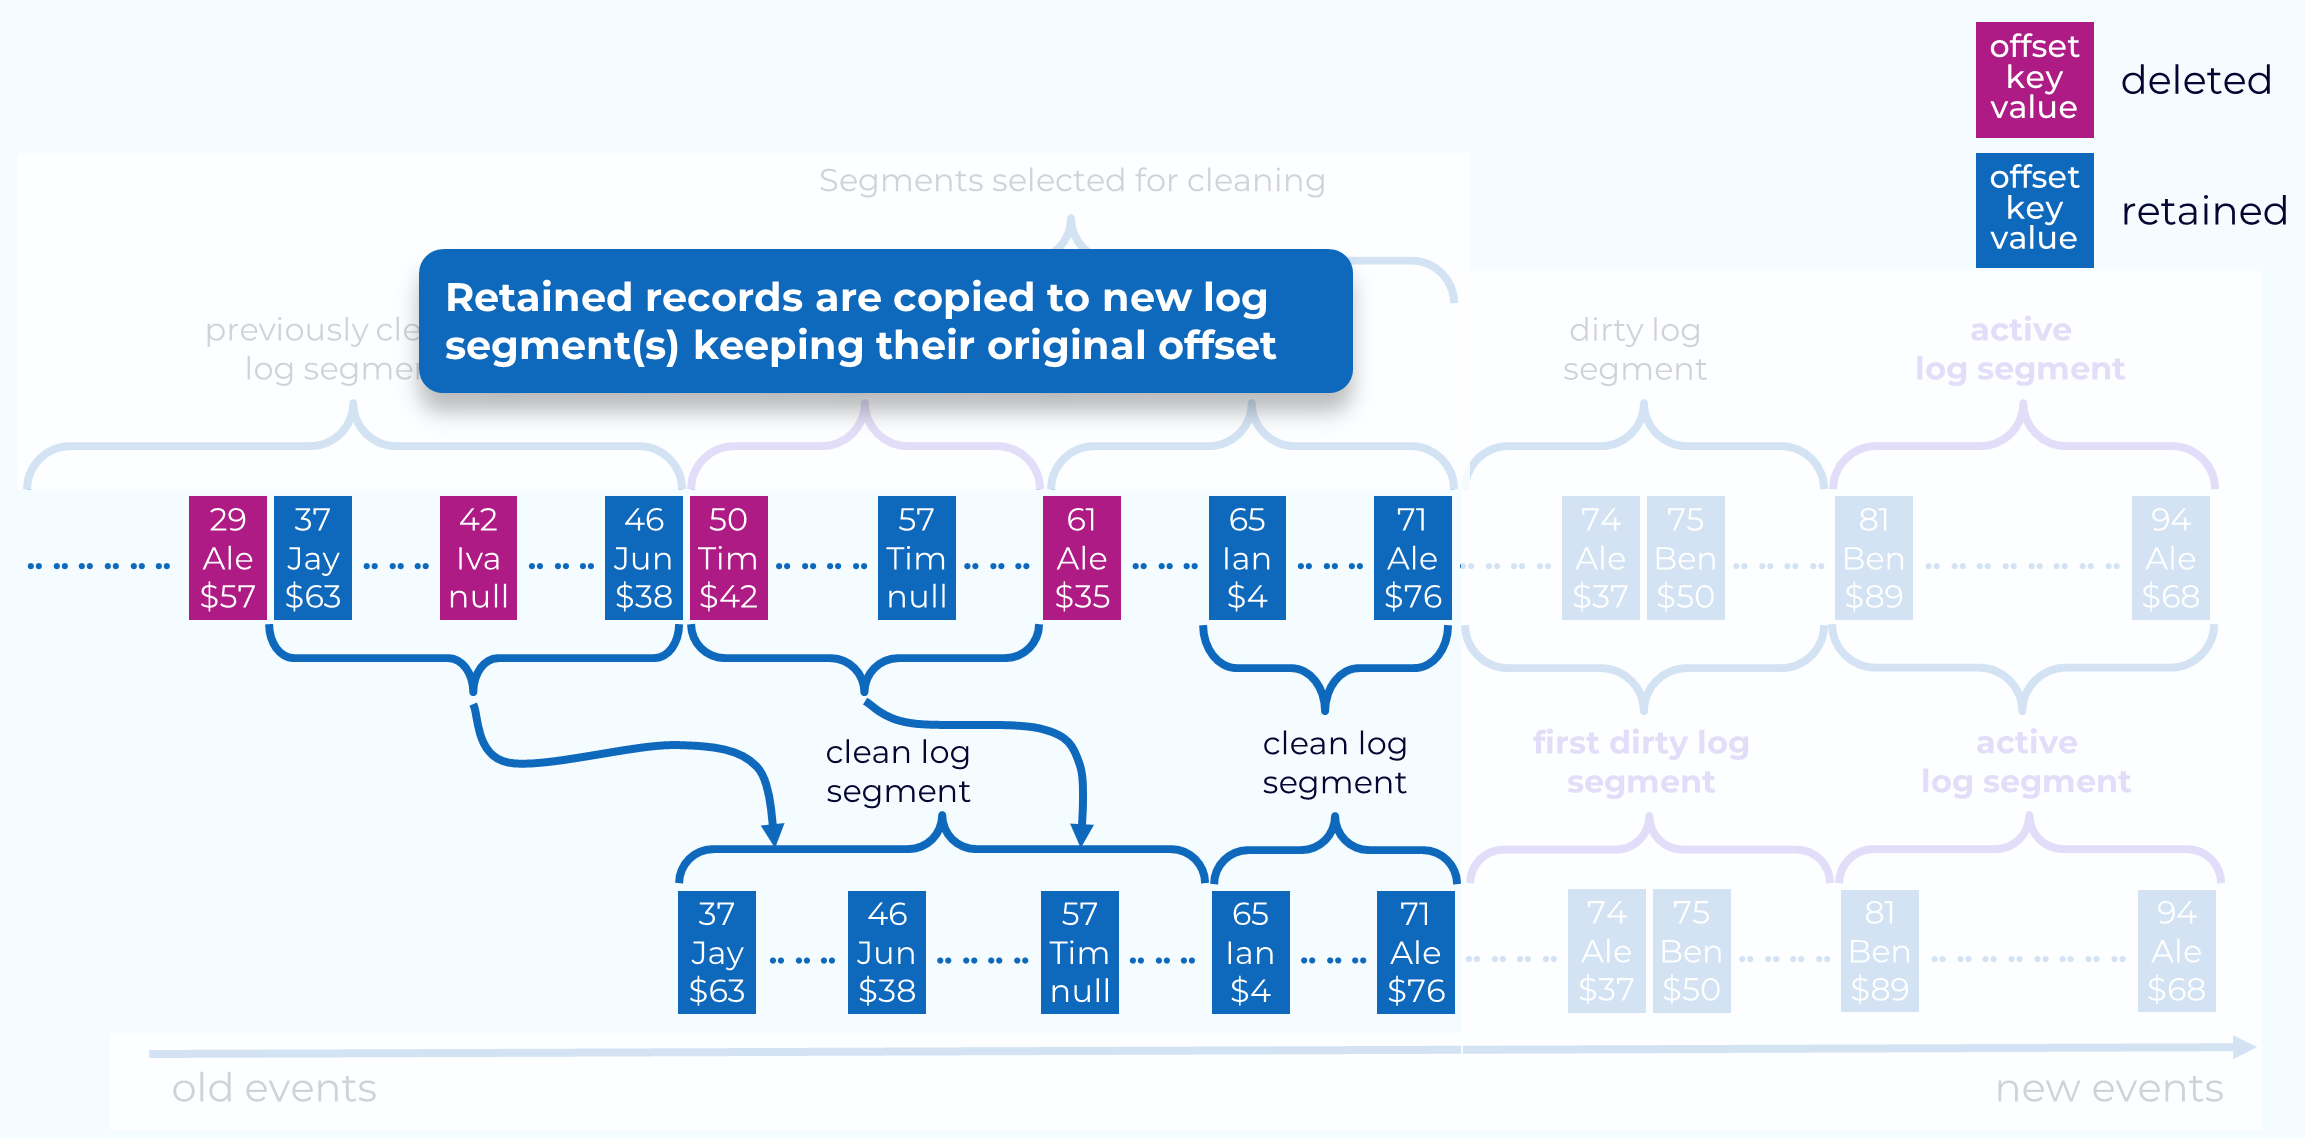 offset
key
value
deleted
offset
key
value
retained
Segments selected for cleaning
Retained records are copied to new log
segment(s) keeping their original offset
previously cle
log segme
dirty log
segment
active
log segment
29
Ale
$57
37
Jay
$63
42
Iva
null
46
Jun
$38
50
Tim
$42
57
Tim
null
61
Ale
$35
65
Ian
$4
71
Ale
$76
74
Ale
$37
75
Ben
$50
81
Ben
$89
94
Ale
$68
clean log
segment
clean log
segment
first dirty log
segment
active
log segment
37
Jay
$63
46
Jun
$38
57
Tim
null
65
Ian
$4
71
Ale
$76
74
Ale
$37
75
Ben
$50
81
Ben
$89
94
Ale
$68
old events
new events